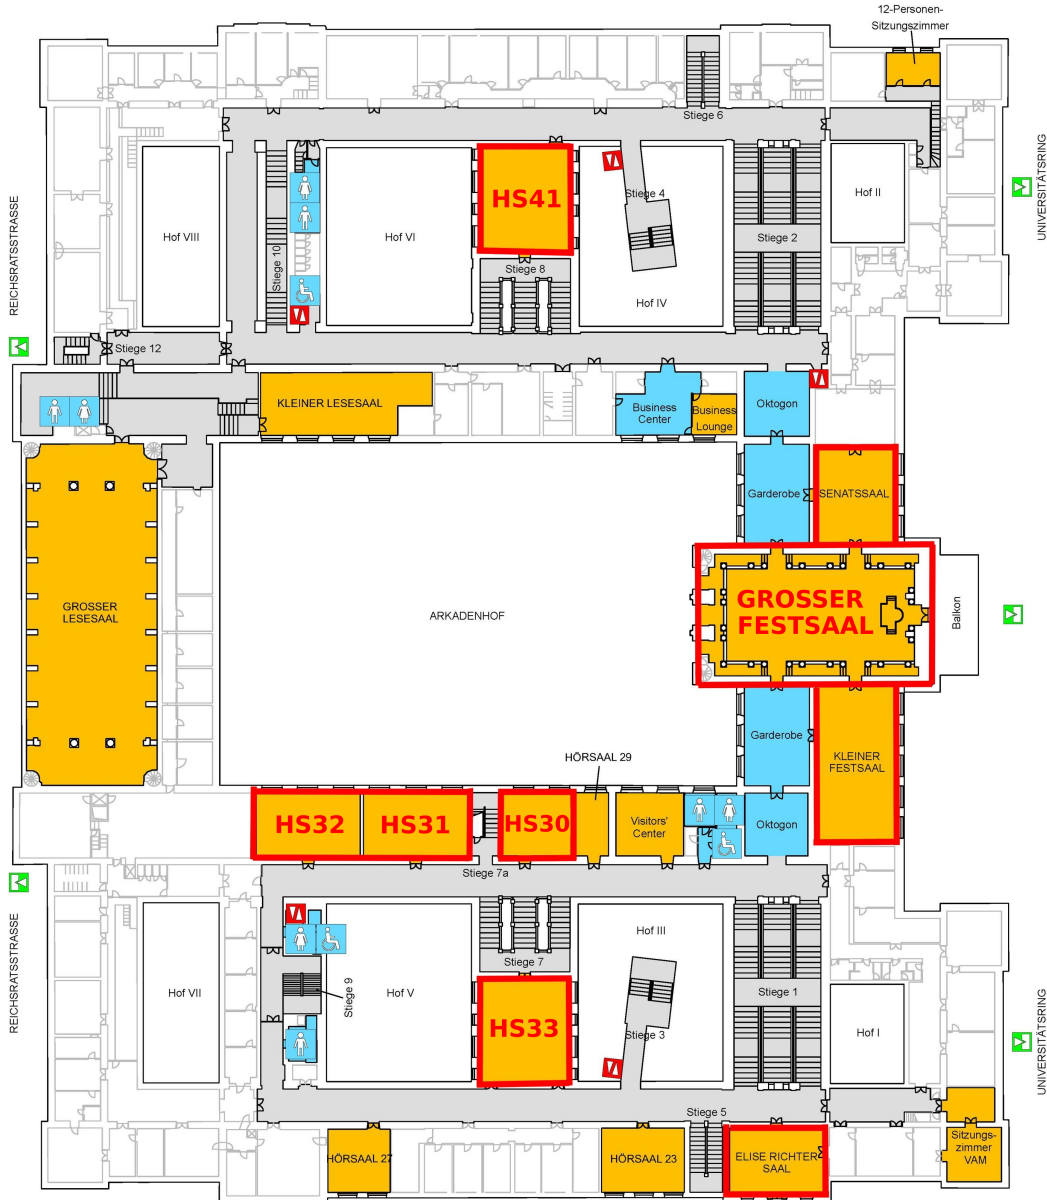 12-Personen-
Sitzungszimmer
Stiege 6
UNIVERSITÄTSRING
REICHSRATSSTRASSE
HS41
Stiege 4
Hof II
Hof VIII
Stiege 10
Hof VI
Stiege 2
Stiege 8
Hof IV
Stiege 12
KLEINER LESESAAL
Business
Center
Business
Lounge
Oktogon
Garderobe
SENATSSAAL
GROSSER
LESESAAL
ARKADENHOF
GROSSER
FESTSAAL
Balkon
Garderobe
KLEINER
FESTSAAL
HÖRSAAL 29
HS32
HS31
HS30
Visitors'
Center
Oktogon
Stiege 7a
REICHSRATSSTRASSE
Hof III
Stiege 7
Hof VII
Stiege 9
Hof V
Stiege 1
HS33
Stiege 3
Hof I
UNIVERSITÄTSRING
Stiege 5
HÖRSAAL 27
HÖRSAAL 23
ELISE RICHTER
SAAL
Sitzungs-
zimmer
VAM